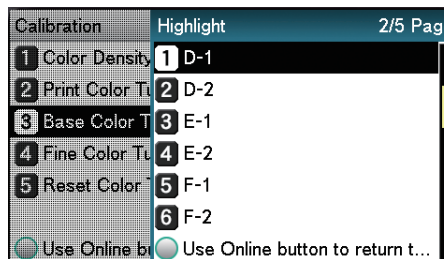 Calibration
1 Color Density
2 Print Color Tu
3 Base Color T
4 Fine Color Tu
5 Reset Color
Use Online bu
Highlight 2/5 Pag
1 D-1
2 D-2
3 E-1
4 E-2
5 F-1
6 F-2
Use Online button to return t...